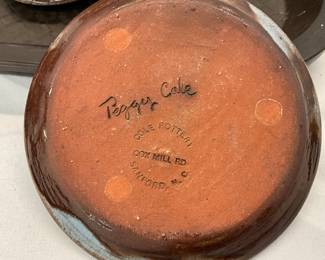 Peggy Cole
COLE POTTERY
COX MILL RD
SANFORD, N.C.